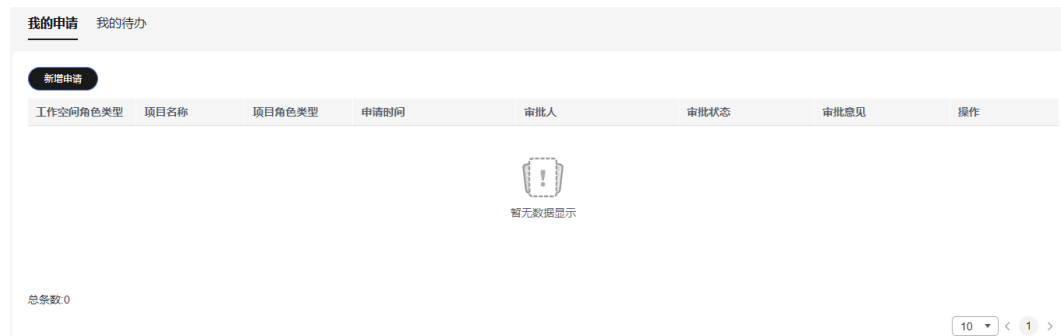 我的申请 我的待办
新增申请
工作空间角色类型 项目名称 项目角色类型 申请时间 审批人 审批状态 审批意见 操作
暂无数据显示
总条数:0
10 < 1 >